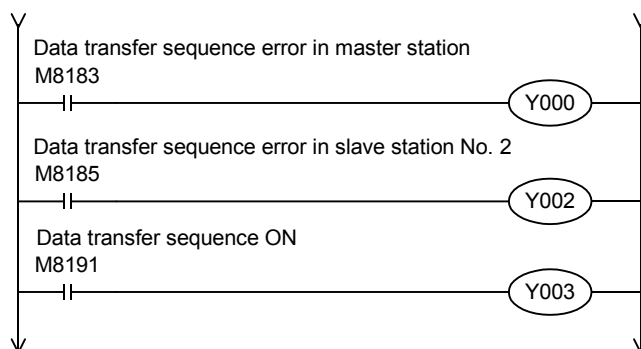 Data transfer sequence error in master station
M8183
Y000
Data transfer sequence error in slave station No. 2
M8185
Y002
Data transfer sequence ON
M8191
Y003